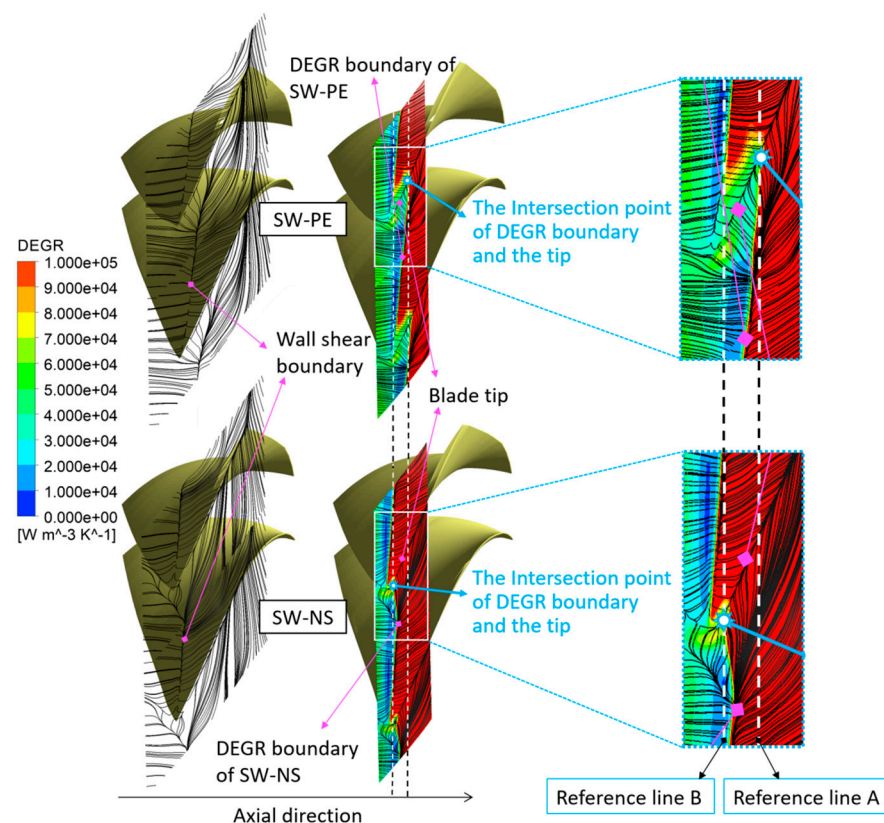 DEGR boundary of
SW-PE
SW-PE
The Intersection point
of DEGR boundary
and the tip
DEGR
1.000e+05
9.000e+04
8.000e+04
7.000e+04
6.000e+04
5.000e+04
4.000e+04
3.000e+04
2.000e+04
1.000e+04
0.000e+00
[W m^-3 K^-1]
Wall shear
boundary
Blade tip
The Intersection point
of DEGR boundary
and the tip
SW-NS
DEGR boundary
of SW-NS
Axial direction
Reference line B
Reference line A